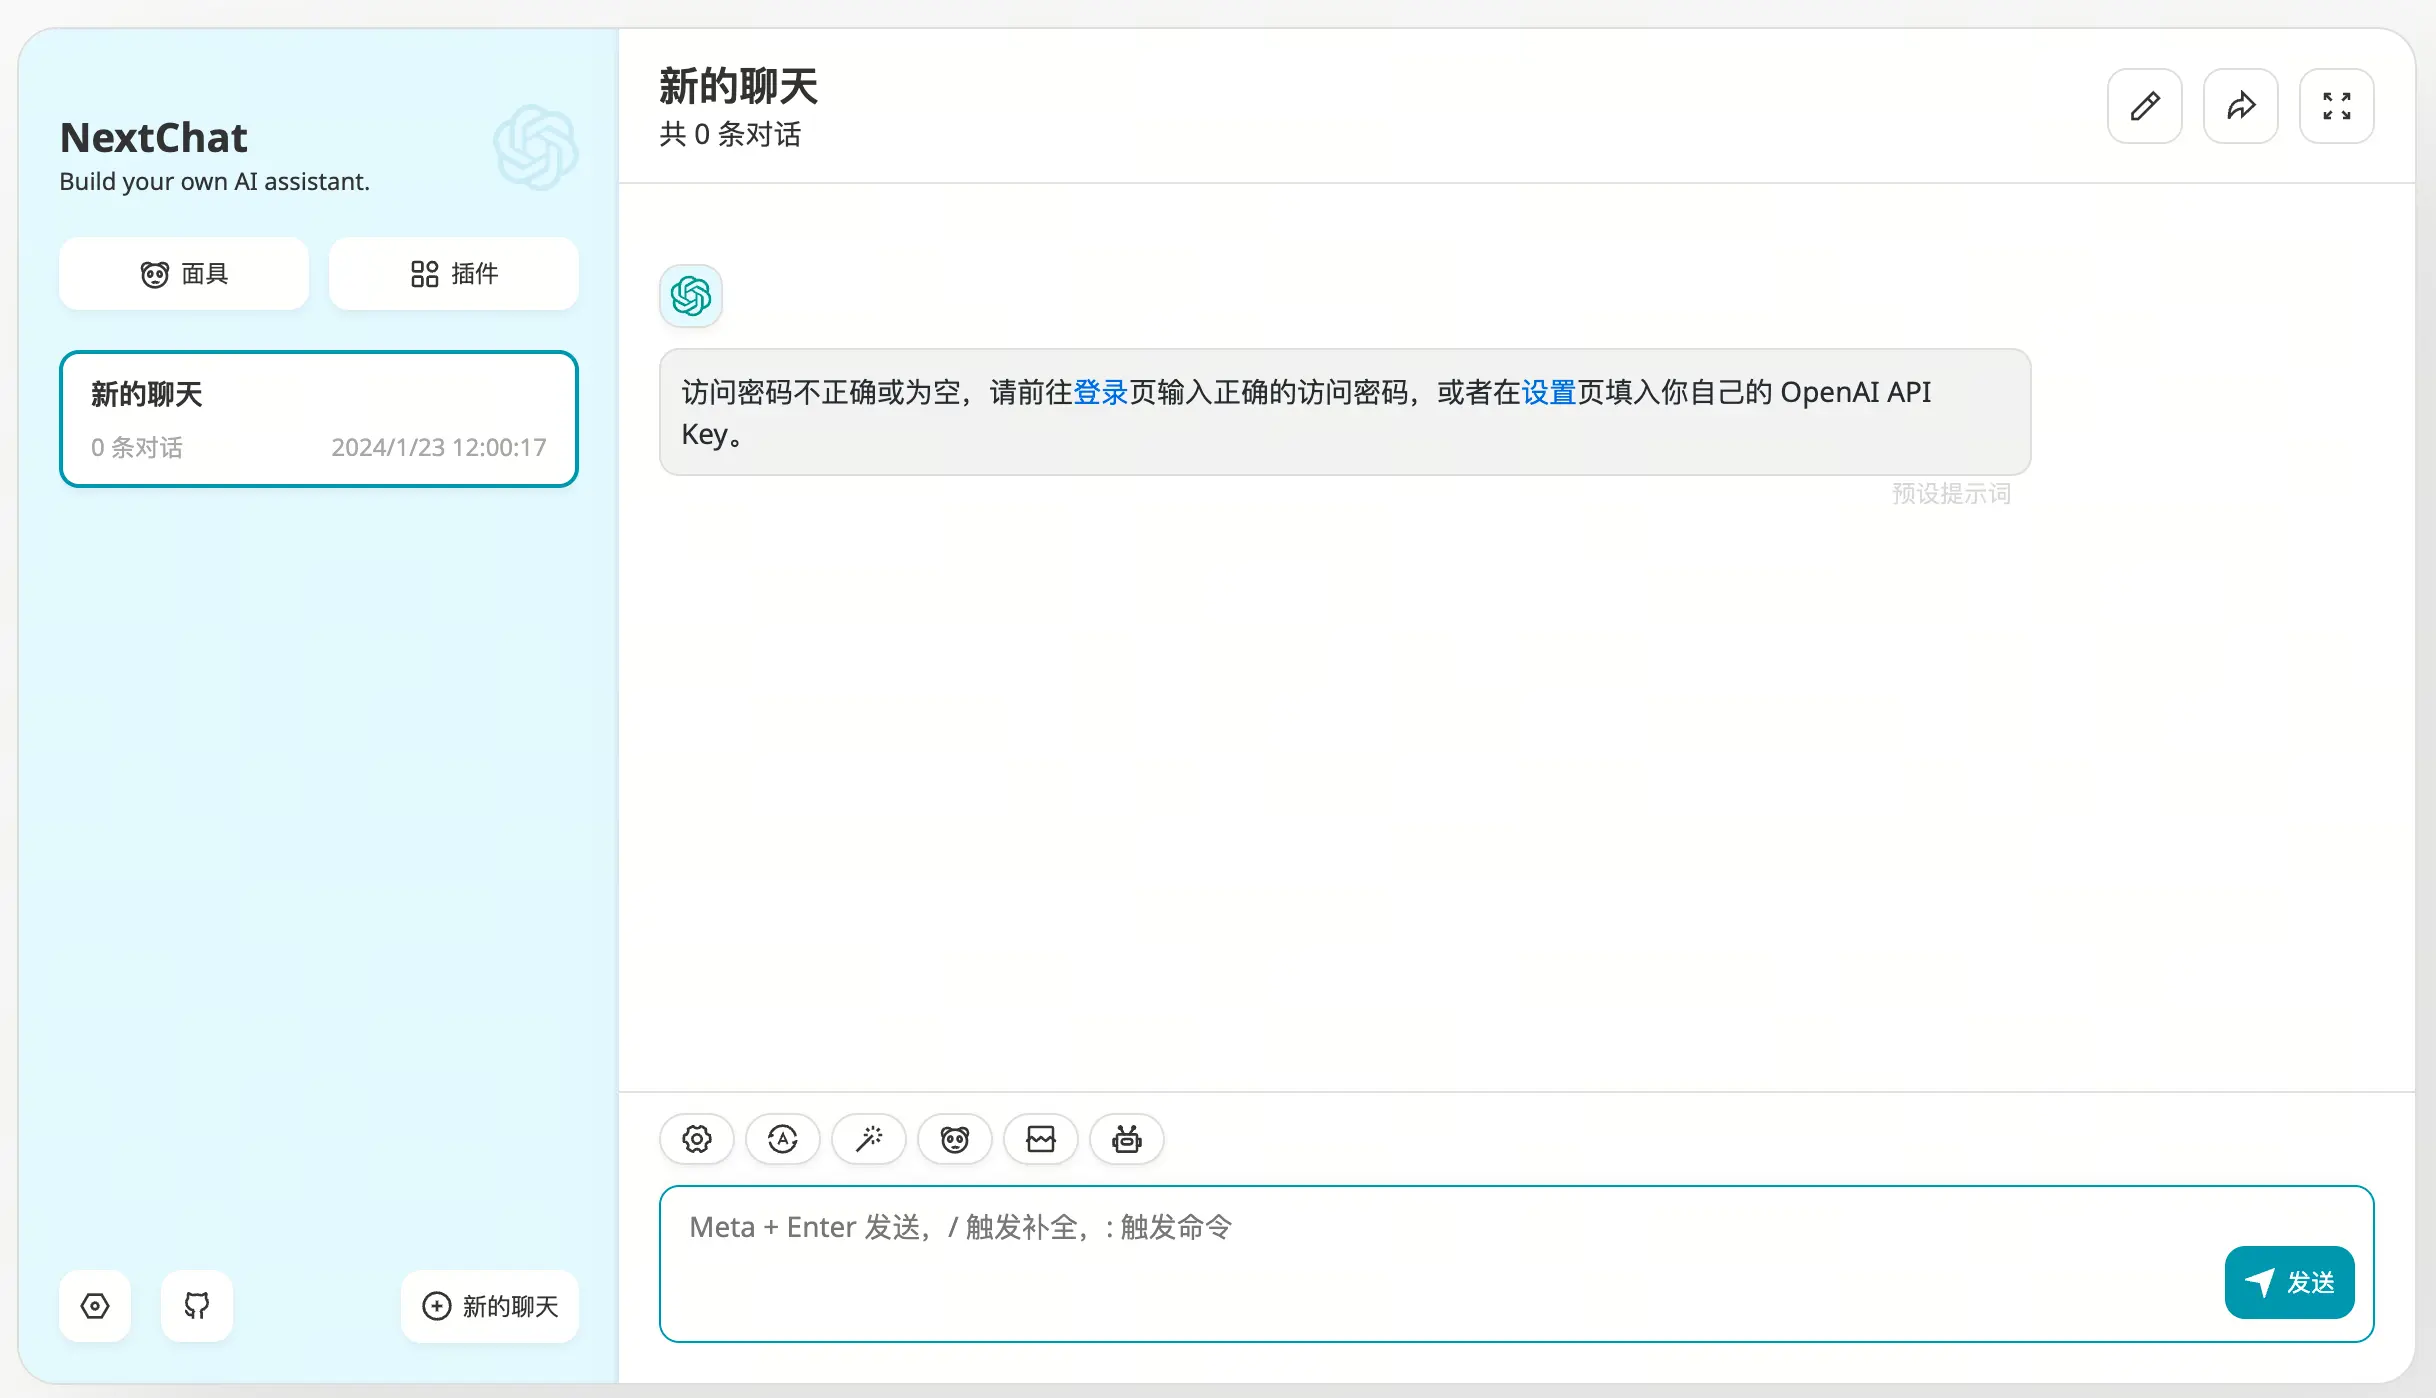 NextChat
Build your own AI assistant.
面具
插件
新的聊天
0 条对话
2024/1/23 12:00:17
新的聊天
新的聊天
共 0 条对话
访问密码不正确或为空，请前往登录页输入正确的访问密码，或者在设置页填入你自己的 OpenAI API
Key。
预设提示词
A
Meta + Enter 发送，/ 触发补全，: 触发命令
发送